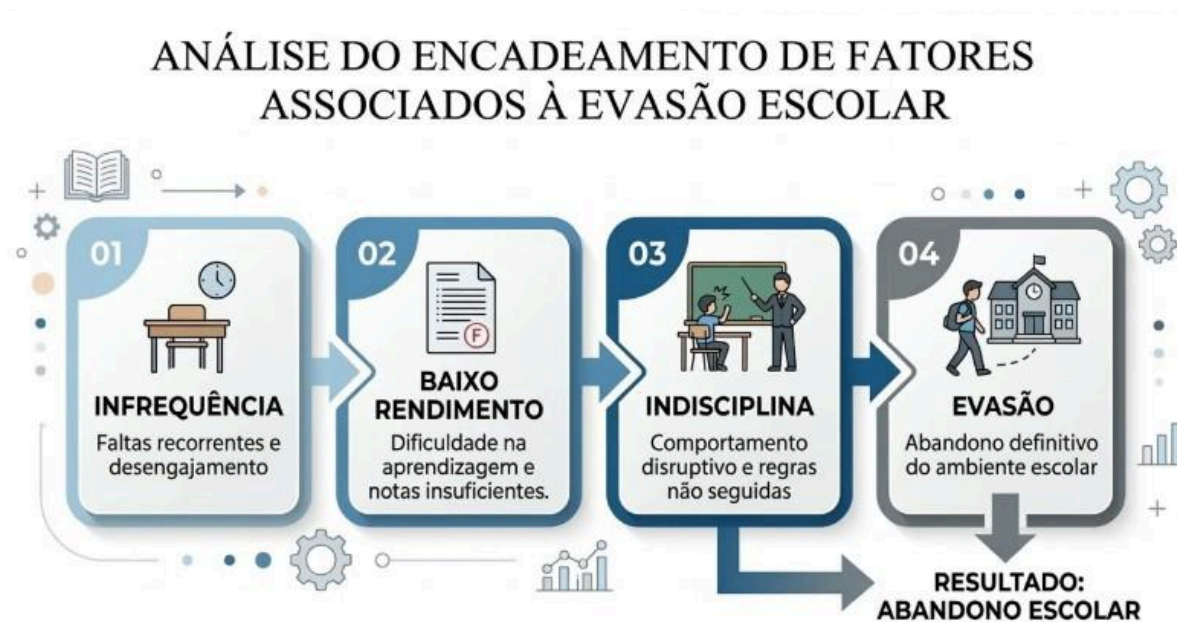 ANÁLISE DO ENCADEAMENTO DE FATORES
ASSOCIADOS À EVASÃO ESCOLAR
01
INFREQUÊNCIA
Faltas recorrentes e
desengajamento
02
F
BAIXO
RENDIMENTO
Dificuldade na
aprendizagem e
notas insuficientes.
03
INDISCIPLINA
Comportamento
disruptivo e regras
não seguidas
04
EVASÃO
Abandono definitivo
do ambiente escolar
RESULTADO:
ABANDONO ESCOLAR